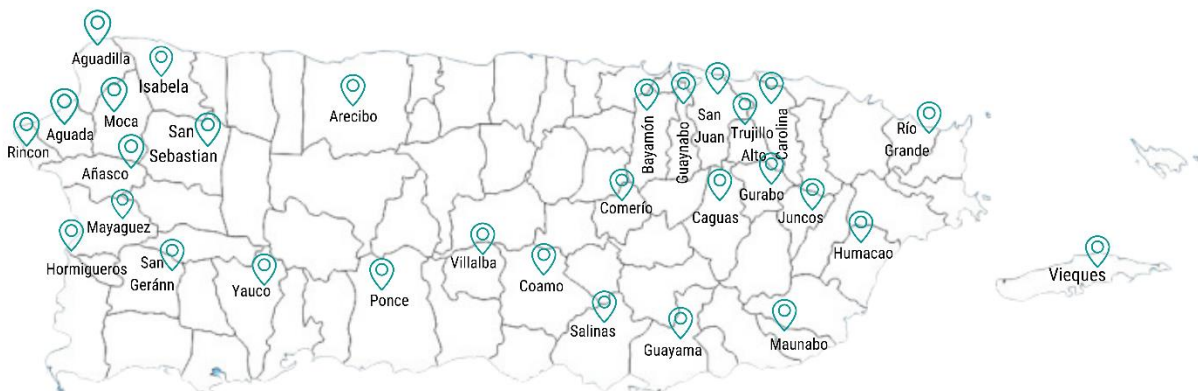 Aguadilla
Isabela
Moca
Aguada
Rincon
San
Sebastian
Añasco
Mayaguez
Hormigueros
San
Geránn
Yauco
Arecibo
Ponce
Villalba
Coamo
Salinas
Guayama
Comerío
Bayamón
Guaynabo
San
Juan
Trujillo
Alto
Carolina
Caguas
Gurabo
Juncos
Humacao
Maunabo
Río
Grande
Vieques